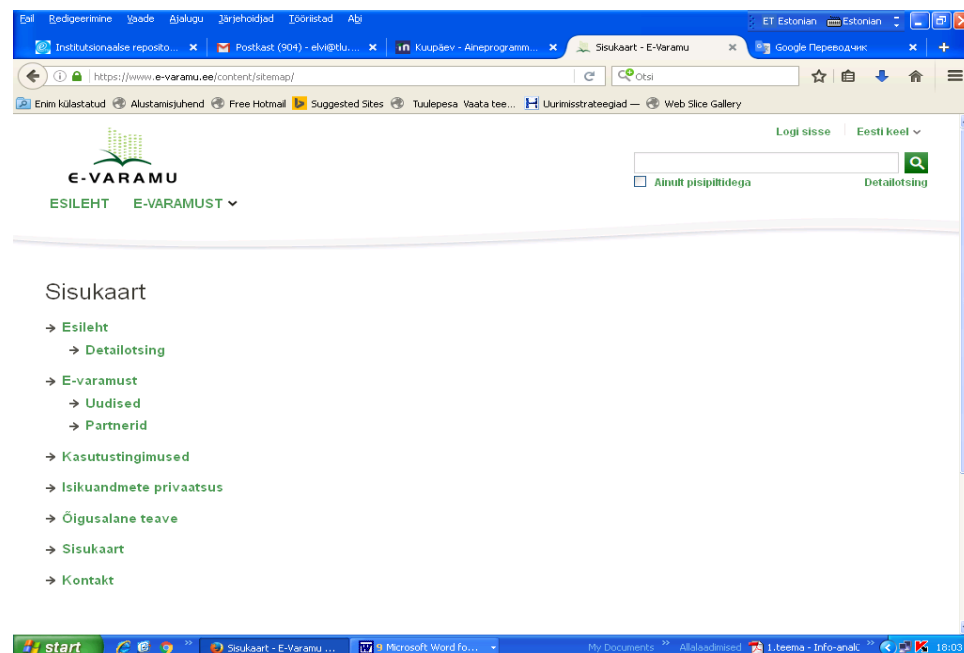 Fail Redigeerimine Vaade Ajalugu Järjehoidjad Tööriistad Abi
ET Estonian Estonian
Institutsionaalse reposito...
Postkast (904) - elvi@tlu....
Kuupäev - Aineprogramm...
Sisukaart - E-Varamu
Google Переводчик
https://www.e-varamu.ee/content/sitemap/
Otsi
Enim külastatud Alustamisjuhend Free Hotmail Suggested Sites Tuulepesa Vaata tee... Uurimisstrateegiad — Web Slice Gallery
Logi sisse Eesti keel
E-VARAMU
Ainult pisipiltidega Detailotsing
ESILEHT E-VARAMUST
Sisukaart
Esileht
Detailotsing
E-varamust
Uudised
Partnerid
Kasutustingimused
Isikuandmete privaatsus
Õigusalane teave
Sisukaart
Kontakt
start Sisukaart - E-Varamu ... 9 Microsoft Word fo... My Documents Allalaadimised 1.teema - Info-anali 18:03